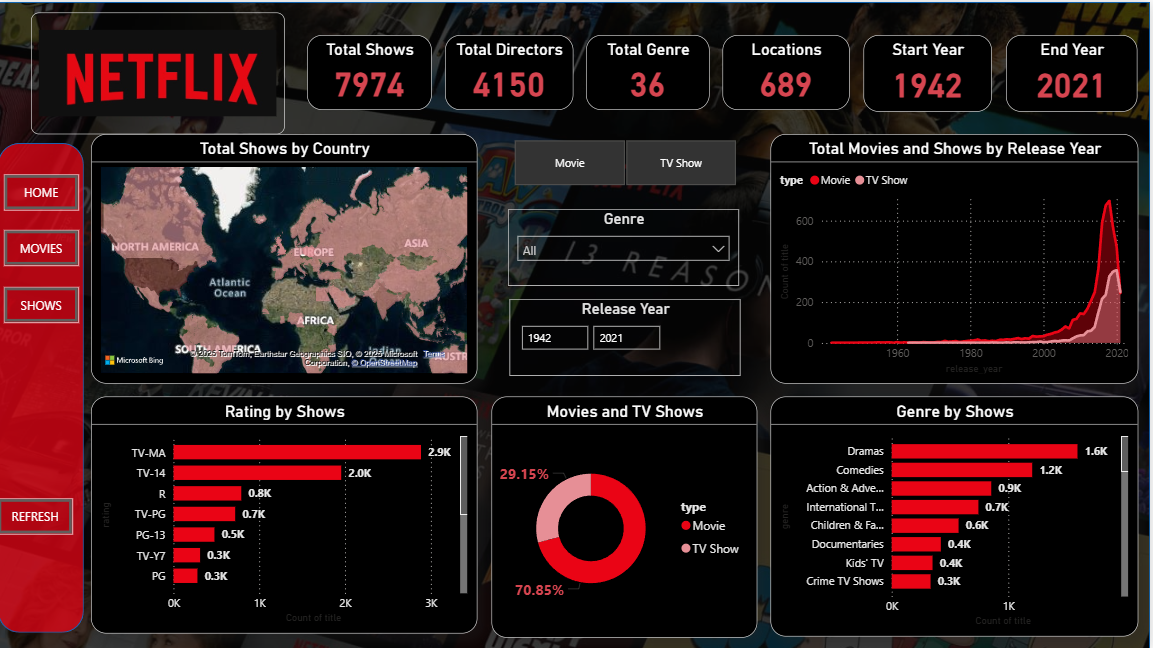 NETFLIX
Total Shows
7974
Total Directors
4150
Total Genre
36
Locations
689
Start Year
1942
End Year
2021
HOME
MOVIES
SHOWS
REFRESH
Total Shows by Country
NORTH AMERICA
EUROPE
ASIA
Atlantic
Ocean
AFRICA
SOUTH AMERICA
Indian
Microsoft Bing
© 2025 TomTom, Earthstar Geographics SIO, © 2025 Microsoft
Corporation, © OpenStreetMap
Terms
Movie
TV Show
Genre
All
13 REASON
Release Year
1942
2021
Total Movies and Shows by Release Year
type
Movie
TV Show
Count of title
600
400
200
0
1960
1980
2000
2020
release_year
Rating by Shows
rating
TV-MA
2.9K
TV-14
2.0K
R
0.8K
TV-PG
0.7K
PG-13
0.5K
TV-Y7
0.3K
PG
0.3K
0K
1K
2K
3K
Count of title
Movies and TV Shows
29.15%
70.85%
type
Movie
TV Show
Genre by Shows
genre
Dramas
1.6K
Comedies
1.2K
Action & Adve...
0.9K
International T...
0.7K
Children & Fa...
0.6K
Documentaries
0.4K
Kids' TV
0.4K
Crime TV Shows
0.3K
0K
1K
Count of title